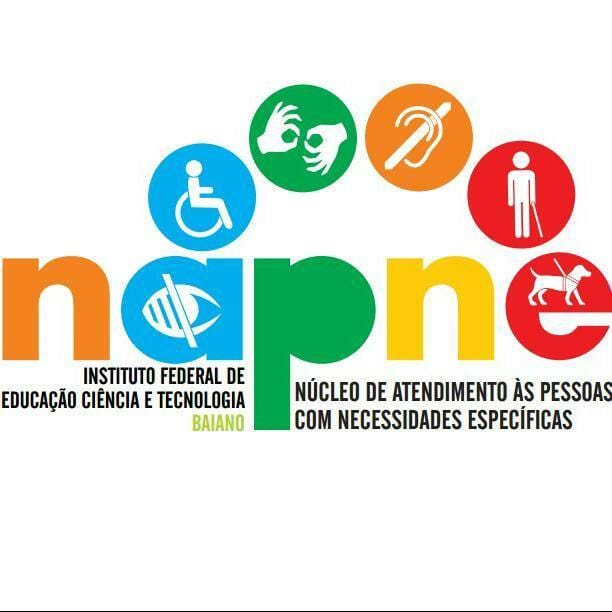 napne
INSTITUTO FEDERAL DE
EDUCAÇÃO CIÊNCIA E TECNOLOGIA
BAIANO
NÚCLEO DE ATENDIMENTO ÀS PESSOAS
COM NECESSIDADES ESPECÍFICAS